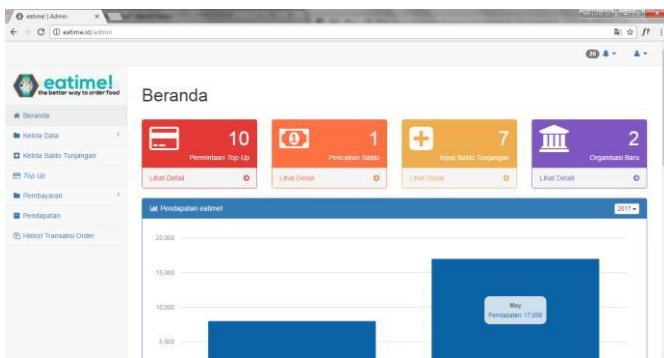 eatime! | Admin
eatime.id/admin
20
eatime!
the better way to order food
Beranda
Kelola Data
Kelola Saldo Tunjangan
Top Up
Pembayaran
Pendapatan
Histori Transaksi Order
Beranda
10
Permintaan Top Up
Lihat Detail
1
Pencairan Saldo
Lihat Detail
7
Input Saldo Tunjangan
Lihat Detail
2
Organisasi Baru
Lihat Detail
Pendapatan eatime!
2017
20,000
15,000
10,000
5,000
May
Pendapatan: 17,000